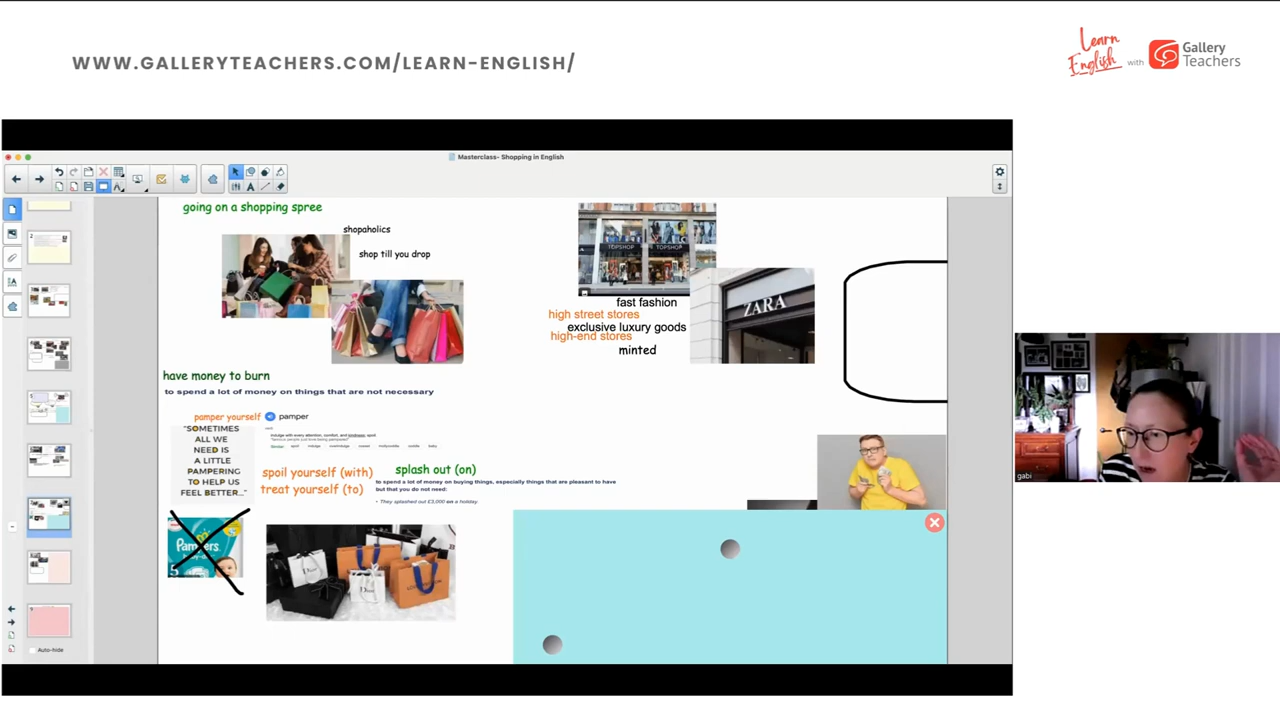 WWW.GALLERYTEACHERS.COM/LEARN-ENGLISH/
Learn
English
with
Gallery
Teachers
Masterclass- Shopping in English
going on a shopping spree
shopaholics
shop till you drop
TOPSHOP TOPSHOP
ZARA
fast fashion
high street stores
exclusive luxury goods
high-end stores
minted
have money to burn
to spend a lot of money on things that are not necessary
pamper yourself
pamper
"SOMETIMES
ALL WE
NEED IS
A LITTLE
PAMPERING
TO HELP US
FEEL BETTER..."
spoil yourself (with)
treat yourself (to)
splash out (on)
to spend a lot of money on buying things, especially things that are pleasant to have
but that you do not need:
• They splashed out £3,000 on a holiday.
Pampers
5
Dior
Auto-hide
gabi